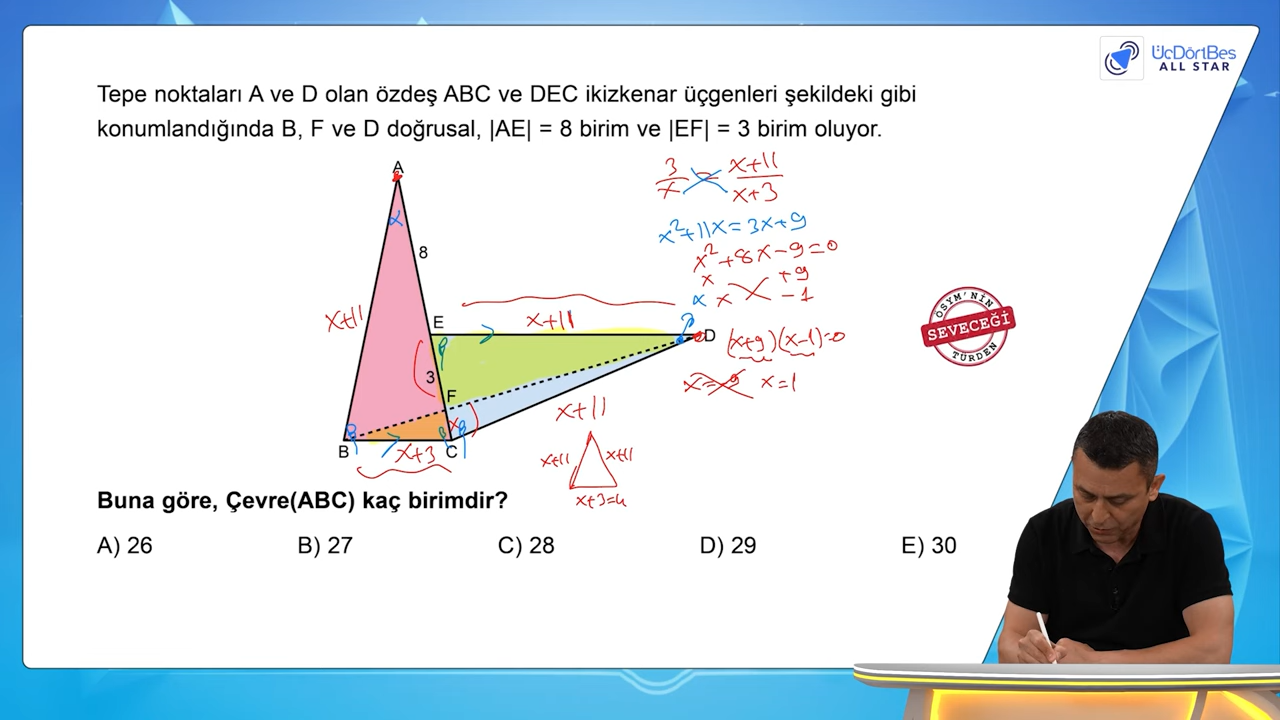 ÜçDörtBeş
ALL STAR
Tepe noktaları A ve D olan özdeş ABC ve DEC ikizkenar üçgenleri şekildeki gibi
konumlandığında B, F ve D doğrusal, |AE| = 8 birim ve |EF| = 3 birim oluyor.
A
α
8
x+11
E
θ
x+11
α
D
3
F
x
B
θ
x+3
θ
θ
C
x+11
x+11
x+11
x+3=4
3/x = x+11/x+3
x²+11x=3x+9
x²+8x-9=0
x +9
x -1
(x+9)(x-1)=0
x=-9 x=1
ÖSYM'NİN
SEVECEĞİ
TÜRDEN
Buna göre, Çevre(ABC) kaç birimdir?
A) 26 B) 27 C) 28 D) 29 E) 30